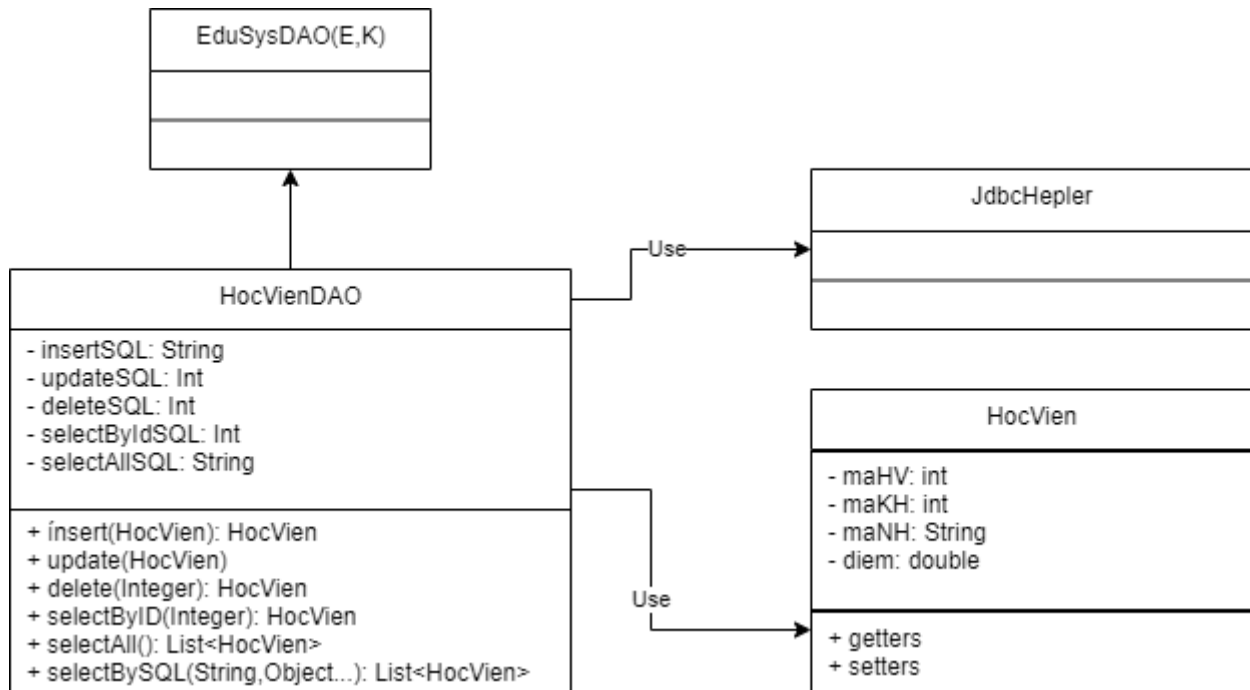 EduSysDAO(E,K)
JdbcHepler
Use
HocVienDAO
- insertSQL: String
- updateSQL: Int
- deleteSQL: Int
- selectByIdSQL: Int
- selectAllSQL: String
+ ínsert(HocVien): HocVien
+ update(HocVien)
+ delete(Integer): HocVien
+ selectByID(Integer): HocVien
+ selectAll(): List<HocVien>
+ selectBySQL(String,Object...): List<HocVien>
Use
HocVien
- maHV: int
- maKH: int
- maNH: String
- diem: double
+ getters
+ setters